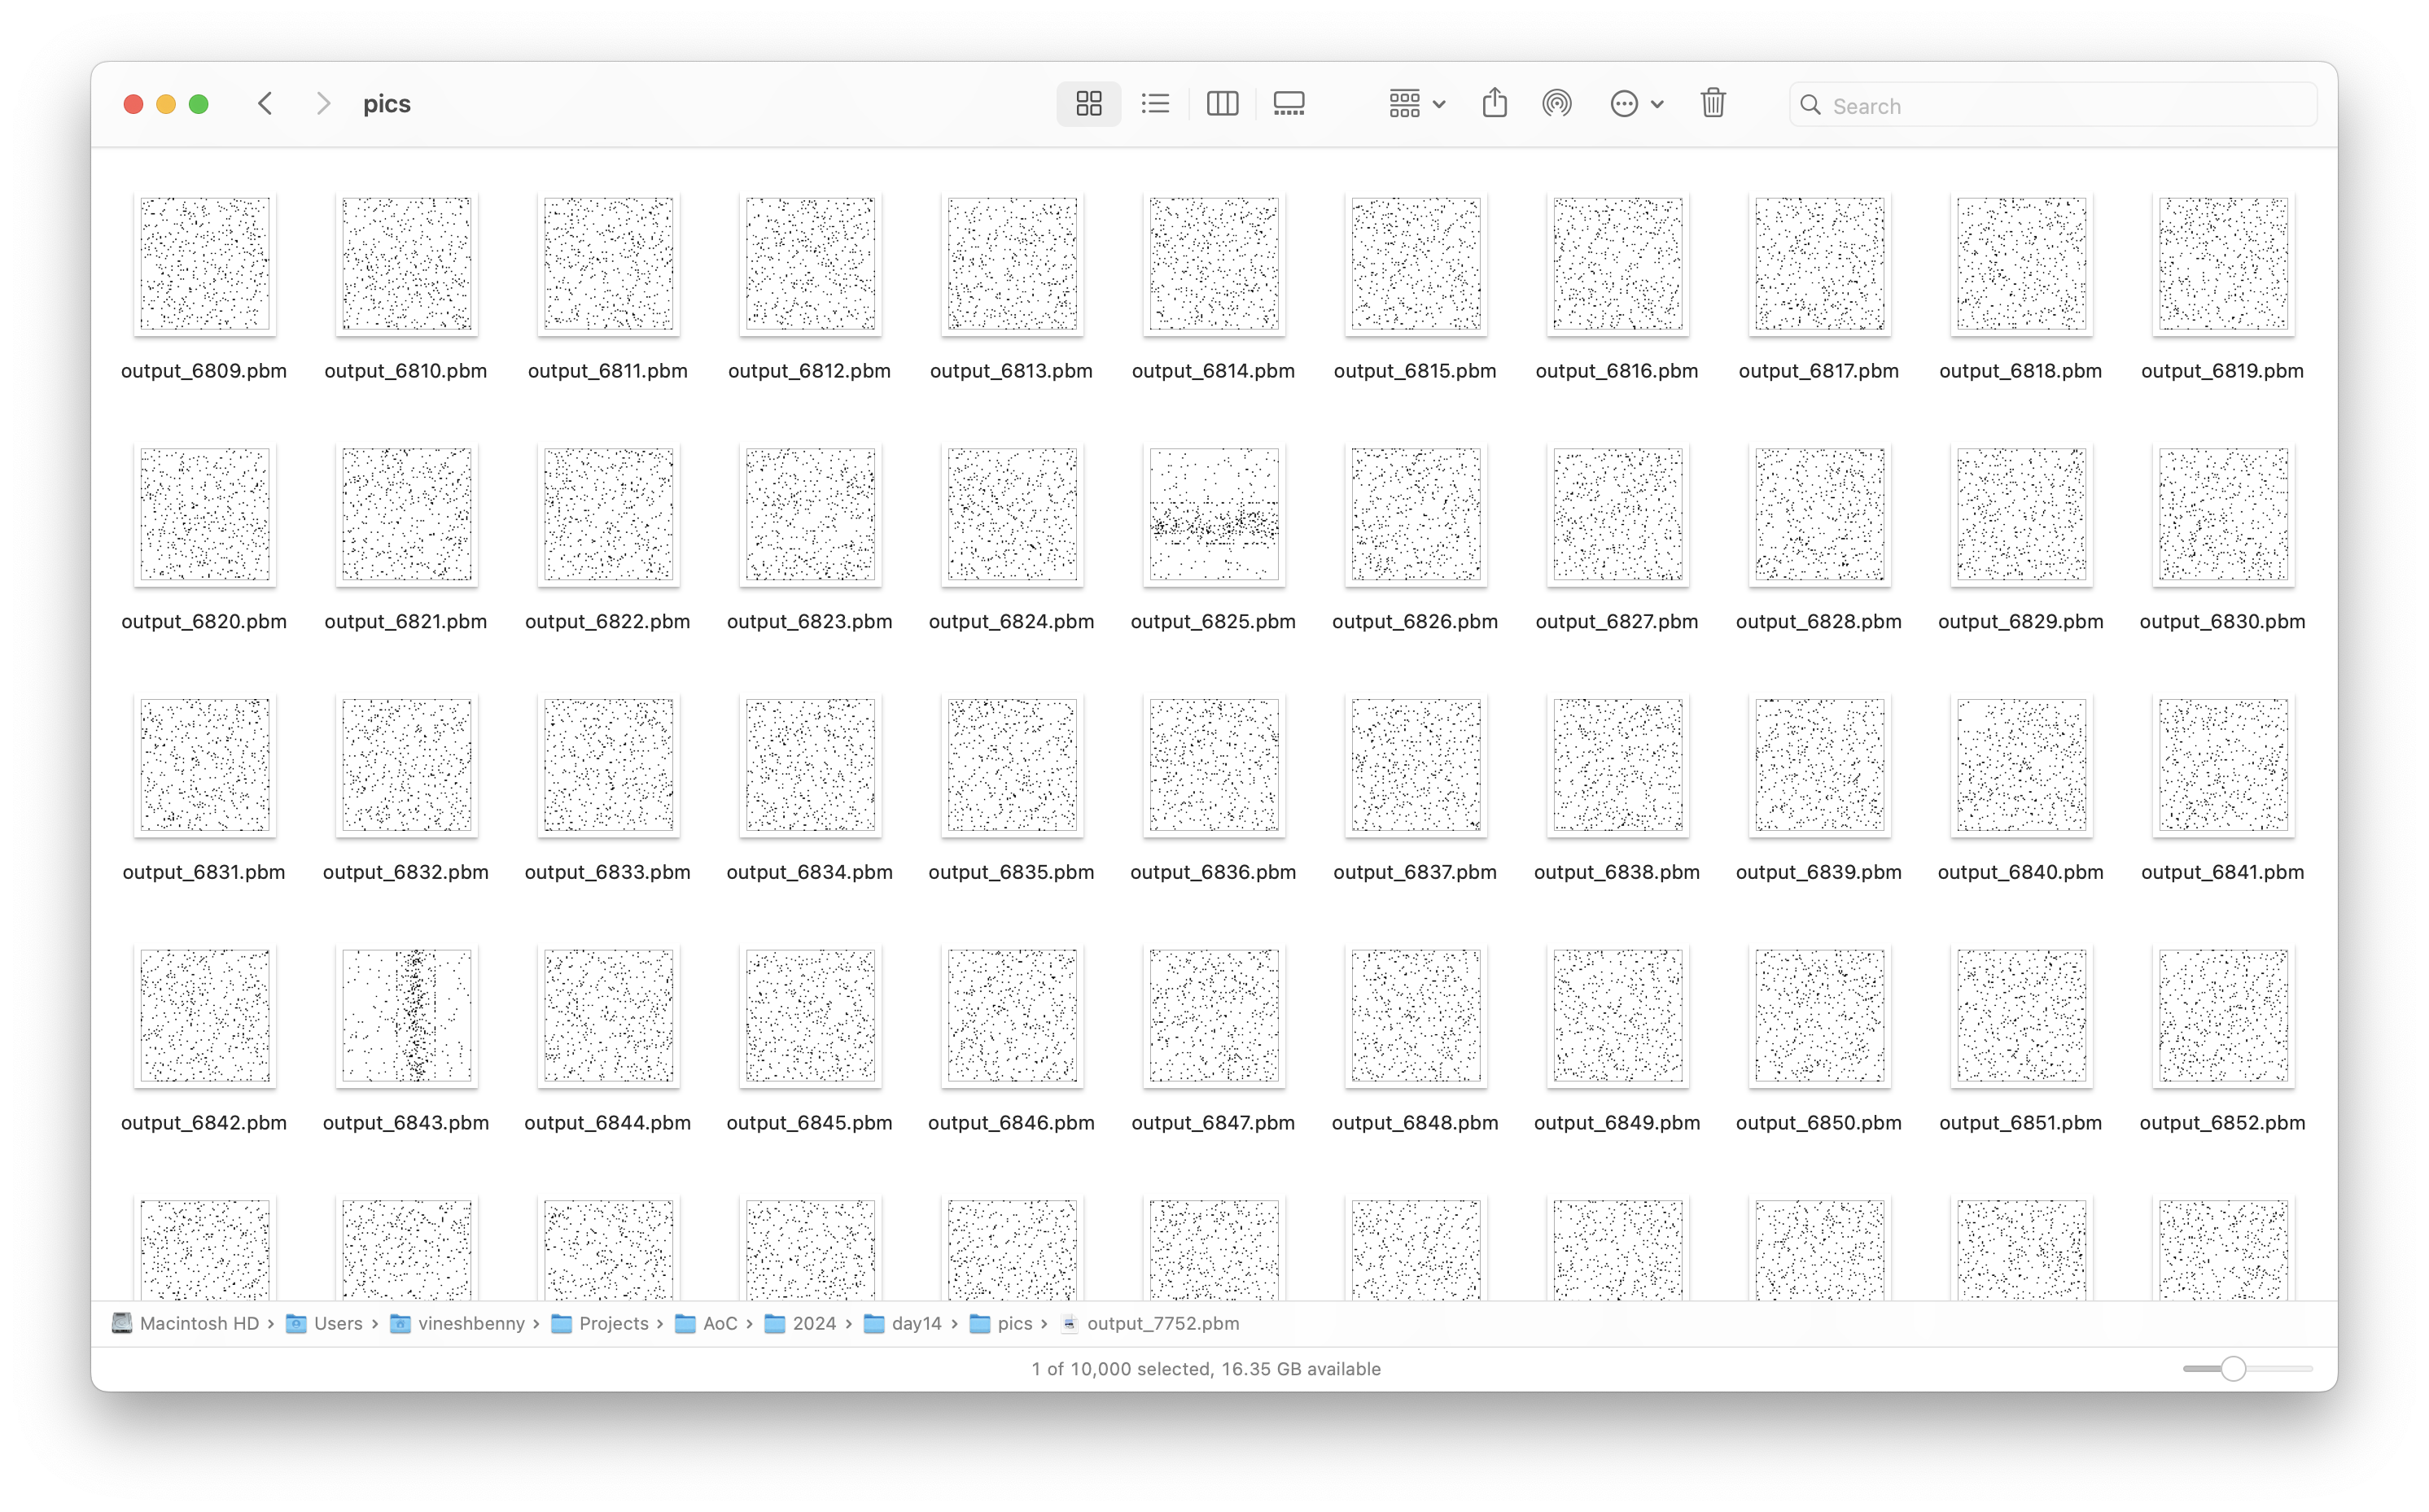 pics
Search
output_6809.pbm output_6810.pbm output_6811.pbm output_6812.pbm output_6813.pbm output_6814.pbm output_6815.pbm output_6816.pbm output_6817.pbm output_6818.pbm output_6819.pbm
output_6820.pbm output_6821.pbm output_6822.pbm output_6823.pbm output_6824.pbm output_6825.pbm output_6826.pbm output_6827.pbm output_6828.pbm output_6829.pbm output_6830.pbm
output_6831.pbm output_6832.pbm output_6833.pbm output_6834.pbm output_6835.pbm output_6836.pbm output_6837.pbm output_6838.pbm output_6839.pbm output_6840.pbm output_6841.pbm
output_6842.pbm output_6843.pbm output_6844.pbm output_6845.pbm output_6846.pbm output_6847.pbm output_6848.pbm output_6849.pbm output_6850.pbm output_6851.pbm output_6852.pbm
Macintosh HD › Users › vineshbenny › Projects › AoC › 2024 › day14 › pics › output_7752.pbm
1 of 10,000 selected, 16.35 GB available